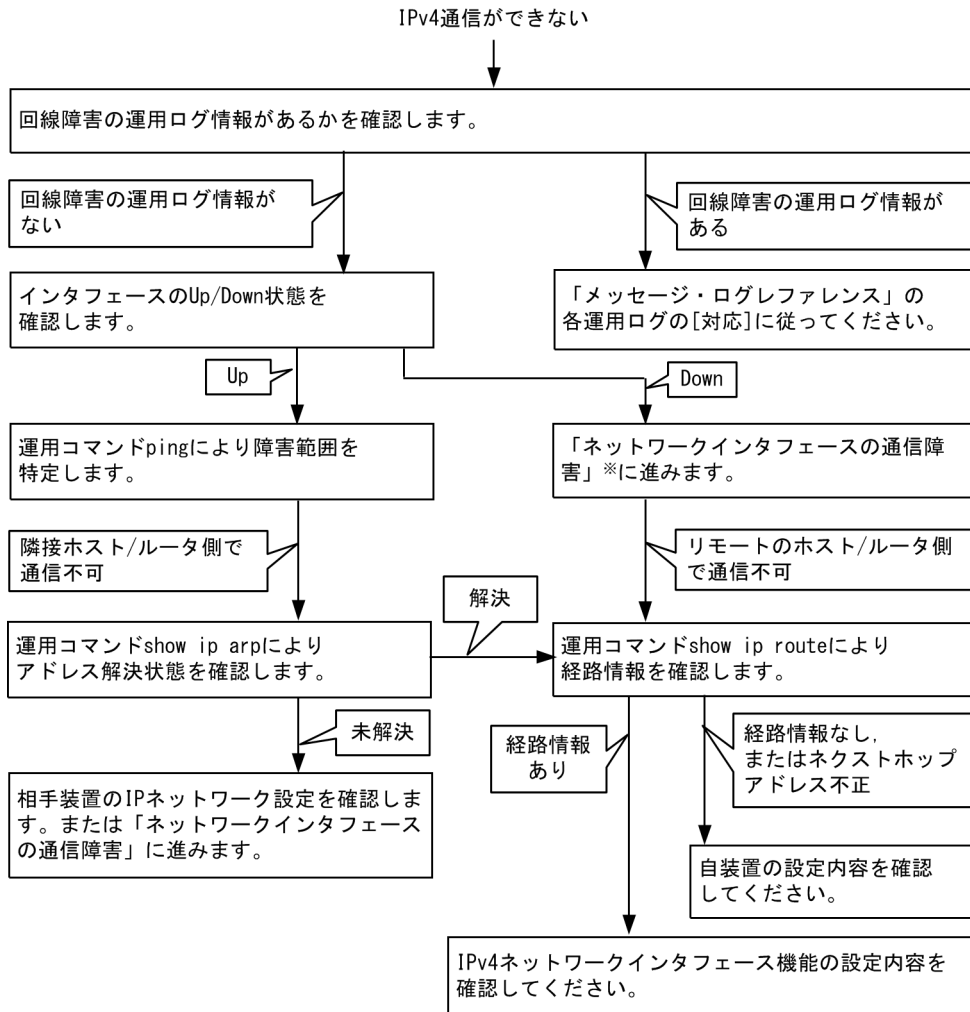 IPv4通信ができない
回線障害の運用ログ情報があるかを確認します。
回線障害の運用ログ情報が
ない
回線障害の運用ログ情報が
ある
インタフェースのUp/Down状態を
確認します。
「メッセージ・ログレファレンス」の
各運用ログの[対応]に従ってください。
Up
Down
運用コマンドpingにより障害範囲を
特定します。
「ネットワークインタフェースの通信障
害」※に進みます。
隣接ホスト/ルータ側で
通信不可
リモートのホスト/ルータ側
で通信不可
解決
運用コマンドshow ip arpにより
アドレス解決状態を確認します。
運用コマンドshow ip routeにより
経路情報を確認します。
未解決
経路情報
あり
経路情報なし,
またはネクストホップ
アドレス不正
相手装置のIPネットワーク設定を確認しま
す。または「ネットワークインタフェース
の通信障害」に進みます。
自装置の設定内容を確認
してください。
IPv4ネットワークインタフェース機能の設定内容を
確認してください。